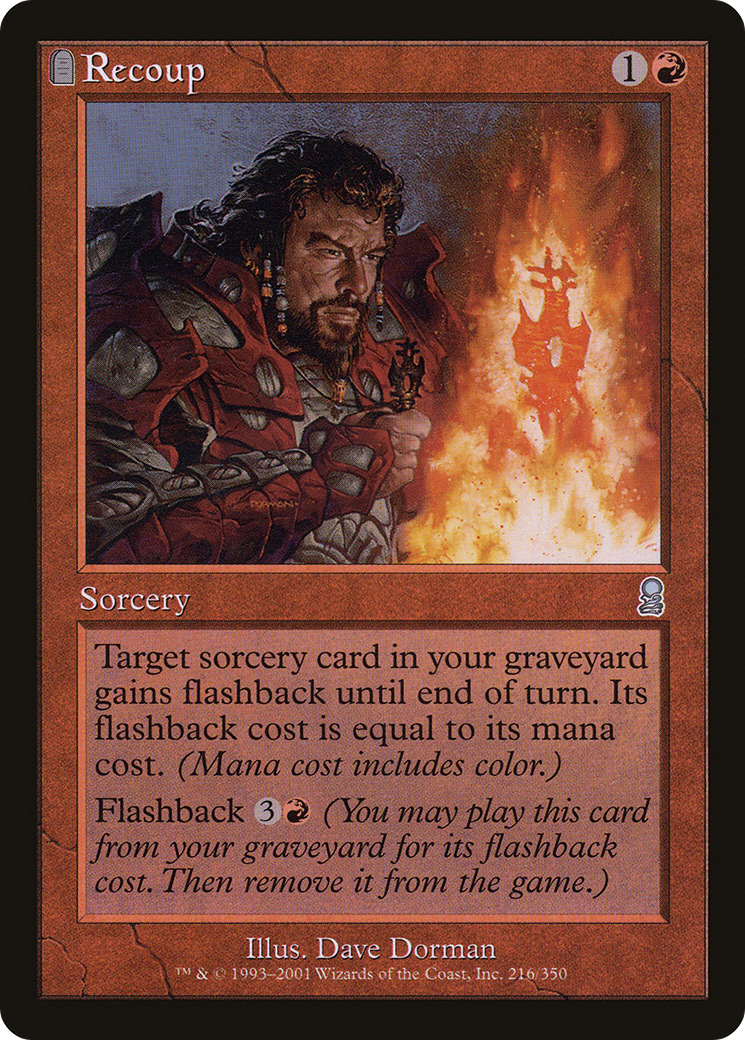 Recoup 1
DORMAN
Sorcery
Target sorcery card in your graveyard
gains flashback until end of turn. Its
flashback cost is equal to its mana
cost. (Mana cost includes color.)
Flashback 3 (You may play this card
from your graveyard for its flashback
cost. Then remove it from the game.)
Illus. Dave Dorman
™ & © 1993–2001 Wizards of the Coast, Inc. 216/350